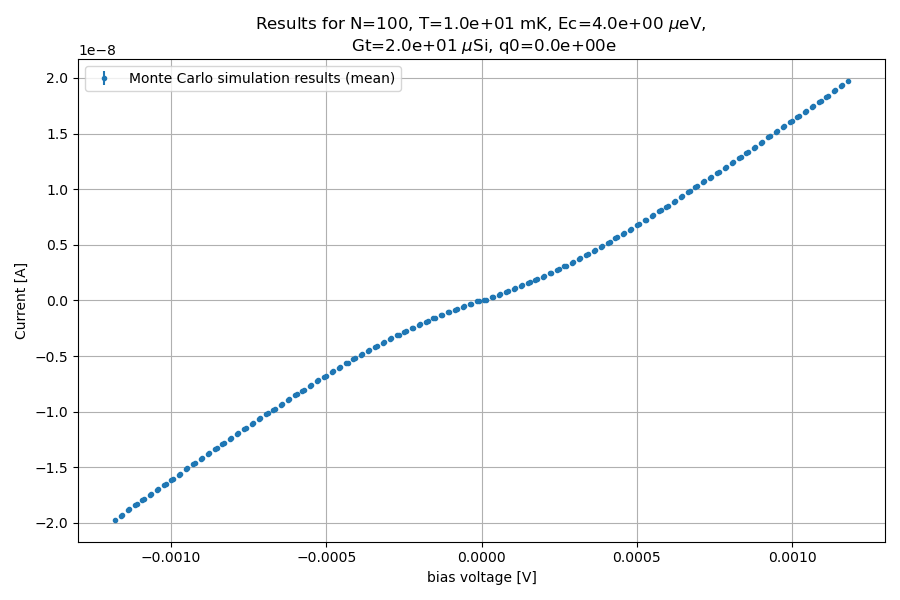 Results for N=100, T=1.0e+01 mK, Ec=4.0e+00 μeV,
Gt=2.0e+01 μSi, q0=0.0e+00e
1e−8
Monte Carlo simulation results (mean)
2.0
1.5
1.0
0.5
0.0
−0.5
−1.0
−1.5
−2.0
Current [A]
−0.0010 −0.0005 0.0000 0.0005 0.0010
bias voltage [V]